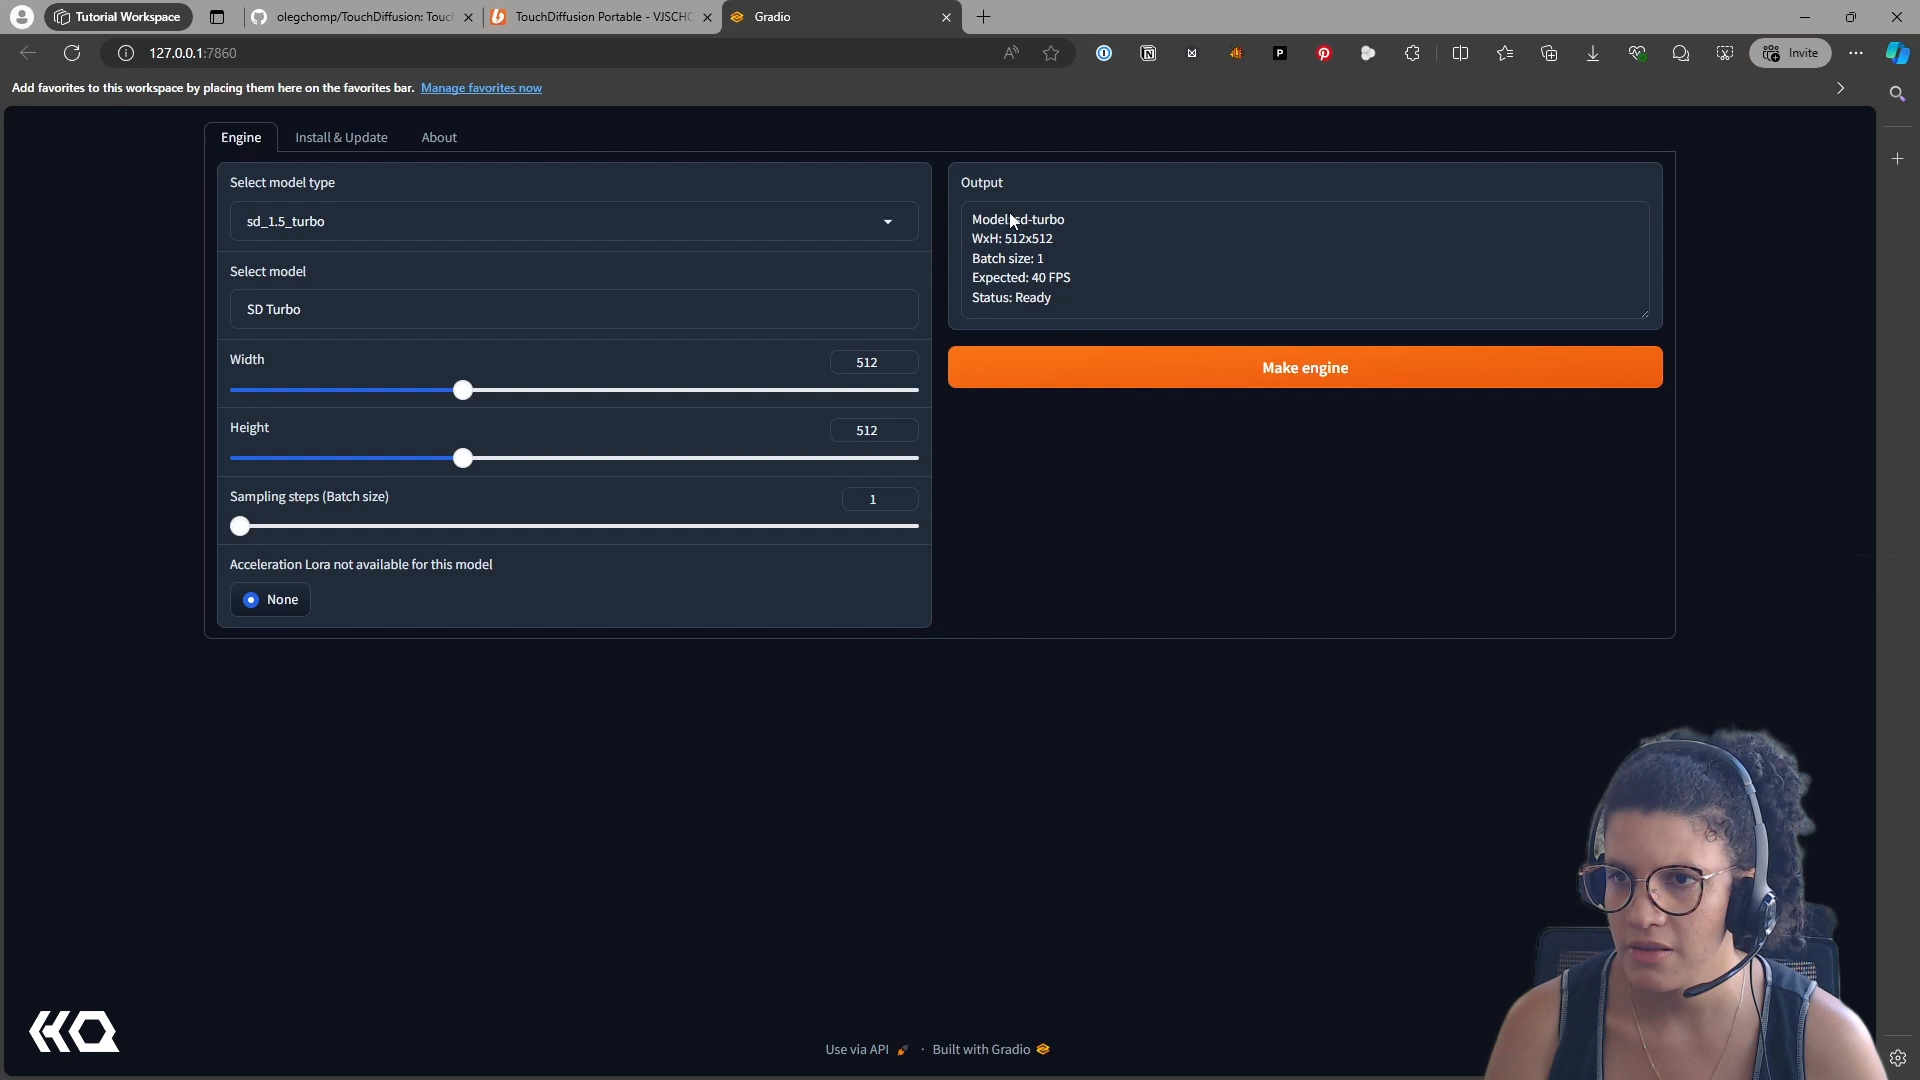 Tutorial Workspace
olegchomp/TouchDiffusion: Touc
TouchDiffusion Portable - VJSCHO
Gradio
127.0.0.1:7860
Invite
Add favorites to this workspace by placing them here on the favorites bar. Manage favorites now
Engine
Install & Update
About
Select model type
sd_1.5_turbo
Select model
SD Turbo
Width
512
Height
512
Sampling steps (Batch size)
1
Acceleration Lora not available for this model
None
Output
Model: sd-turbo
WxH: 512x512
Batch size: 1
Expected: 40 FPS
Status: Ready
Make engine
HQ
Use via API · Built with Gradio